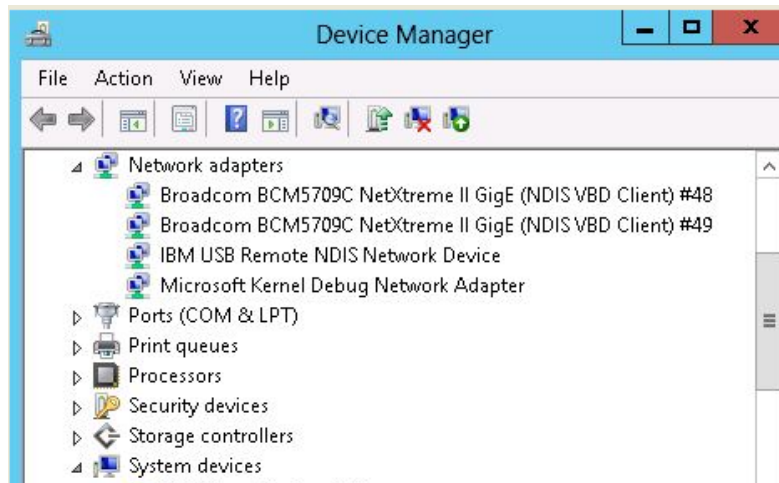 Device Manager
File Action View Help
Network adapters
Broadcom BCM5709C NetXtreme II GigE (NDIS VBD Client) #48
Broadcom BCM5709C NetXtreme II GigE (NDIS VBD Client) #49
IBM USB Remote NDIS Network Device
Microsoft Kernel Debug Network Adapter
Ports (COM & LPT)
Print queues
Processors
Security devices
Storage controllers
System devices